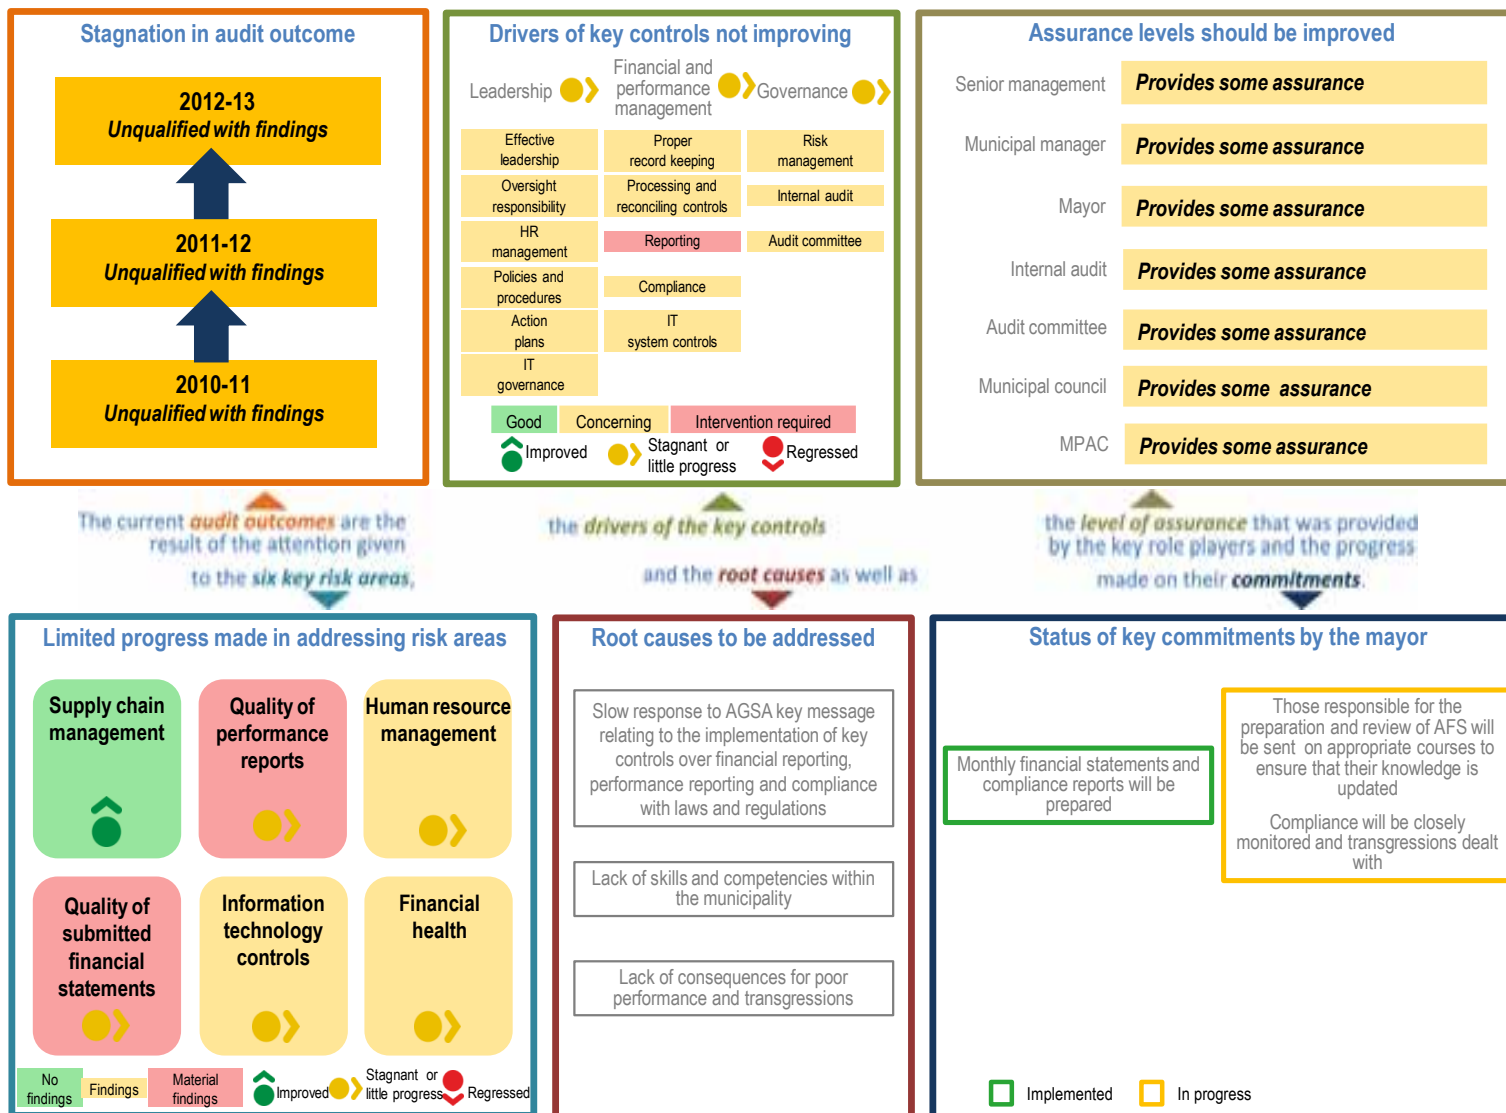 Stagnation in audit outcome
2012-13
Unqualified with findings
2011-12
Unqualified with findings
2010-11
Unqualified with findings
Drivers of key controls not improving
Leadership
Financial and
performance
management
Governance
Effective
leadership
Oversight
responsibility
HR
management
Policies and
procedures
Action
plans
IT
governance
Proper
record keeping
Processing and
reconciling controls
Reporting
Compliance
IT
system controls
Risk
management
Internal audit
Audit committee
Good
Concerning
Intervention required
Improved
Stagnant or
little progress
Regressed
Assurance levels should be improved
Senior management
Provides some assurance
Municipal manager
Provides some assurance
Mayor
Provides some assurance
Internal audit
Provides some assurance
Audit committee
Provides some assurance
Municipal council
Provides some assurance
MPAC
Provides some assurance
The current audit outcomes are the
result of the attention given
to the six key risk areas,
the drivers of the key controls
and the root causes as well as
the level of assurance that was provided
by the key role players and the progress
made on their commitments.
Limited progress made in addressing risk areas
Supply chain
management
Quality of
performance
reports
Human resource
management
Quality of
submitted
financial
statements
Information
technology
controls
Financial
health
No
findings
Findings
Material
findings
Improved
Stagnant or
little progress
Regressed
Root causes to be addressed
Slow response to AGSA key message
relating to the implementation of key
controls over financial reporting,
performance reporting and compliance
with laws and regulations
Lack of skills and competencies within
the municipality
Lack of consequences for poor
performance and transgressions
Status of key commitments by the mayor
Monthly financial statements and
compliance reports will be
prepared
Those responsible for the
preparation and review of AFS will
be sent on appropriate courses to
ensure that their knowledge is
updated
Compliance will be closely
monitored and transgressions dealt
with
Implemented
In progress